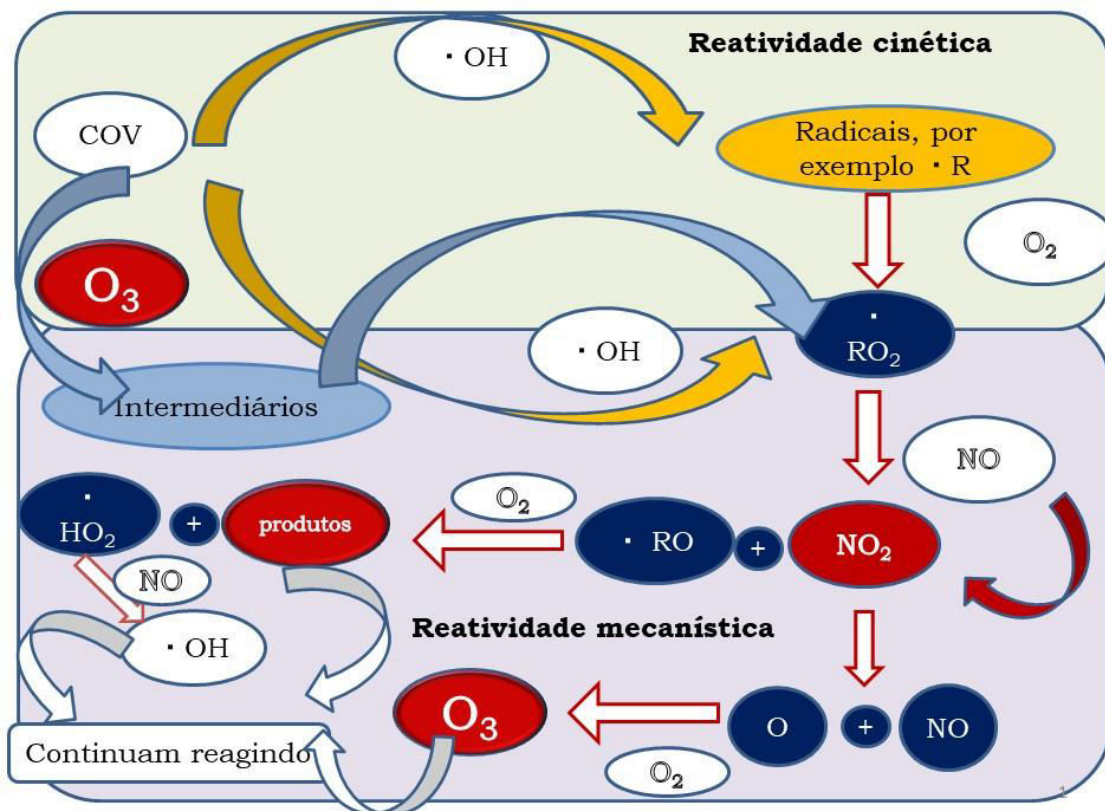 Reatividade cinética
· OH
COV
Radicais, por
exemplo · R
O₂
O₃
·
RO₂
· OH
Intermediários
NO
·
HO₂
+
produtos
O₂
· RO
+
NO₂
NO
· OH
Reatividade mecanística
O₃
O
+
NO
O₂
Continuam reagindo
1